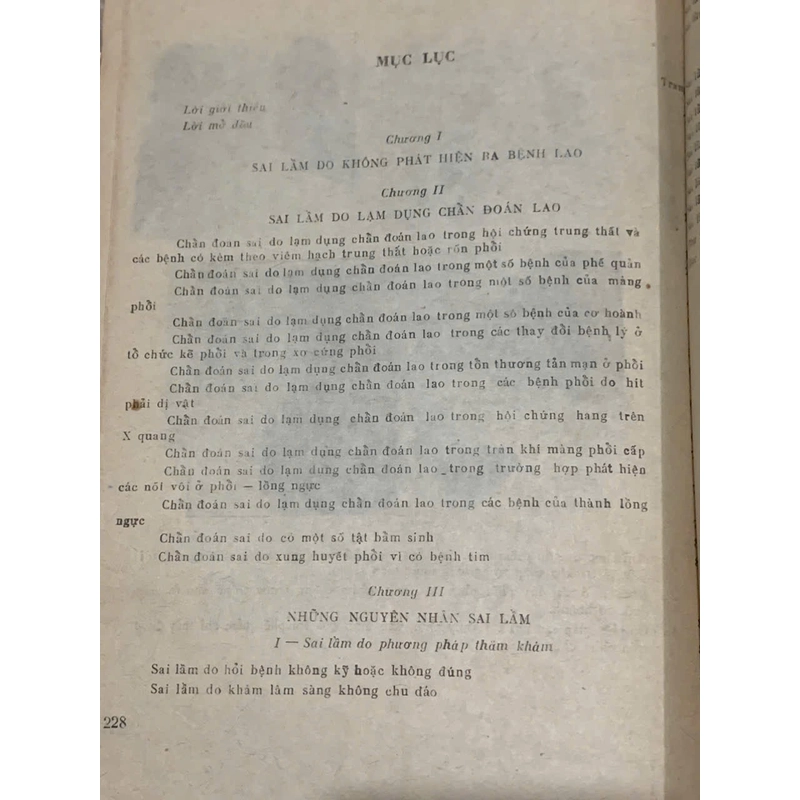 MỤC LỤC
Lời giới thiệu
Lời mở đầu
Chương I
SAI LẦM DO KHÔNG PHÁT HIỆN RA BỆNH LAO
Chương II
SAI LẦM DO LẠM DỤNG CHẨN ĐOÁN LAO
Chẩn đoán sai do lạm dụng chẩn đoán lao trong hội chứng trung thất và
các bệnh có kèm theo viêm hạch trung thất hoặc rốn phổi
Chẩn đoán sai do lạm dụng chẩn đoán lao trong một số bệnh của phế quản
Chẩn đoán sai do lạm dụng chẩn đoán lao trong một số bệnh của màng
phổi
Chẩn đoán sai do lạm dụng chẩn đoán lao trong một số bệnh của cơ hoành
Chẩn đoán sai do lạm dụng chẩn đoán lao trong các thay đổi bệnh lý ở
tổ chức kẽ phổi và trong xơ cứng phổi
Chẩn đoán sai do lạm dụng chẩn đoán lao trong tổn thương tản mạn ở phổi
Chẩn đoán sai do lạm dụng chẩn đoán lao trong các bệnh phổi do hít
phải dị vật
Chẩn đoán sai do lạm dụng chẩn đoán lao trong hội chứng hang trên
X quang
Chẩn đoán sai do lạm dụng chẩn đoán lao trong tràn khí màng phổi cấp
Chẩn đoán sai do lạm dụng chẩn đoán lao trong trường hợp phát hiện
các nốt vôi ở phổi — lồng ngực
Chẩn đoán sai do lạm dụng chẩn đoán lao trong các bệnh của thành lồng
ngực
Chẩn đoán sai do có một số tật bẩm sinh
Chẩn đoán sai do xung huyết phổi vì có bệnh tim
Chương III
NHỮNG NGUYÊN NHÂN SAI LẦM
I — Sai lầm do phương pháp thăm khám
Sai lầm do hỏi bệnh không kỹ hoặc không đúng
Sai lầm do khám lâm sàng không chu đáo
228